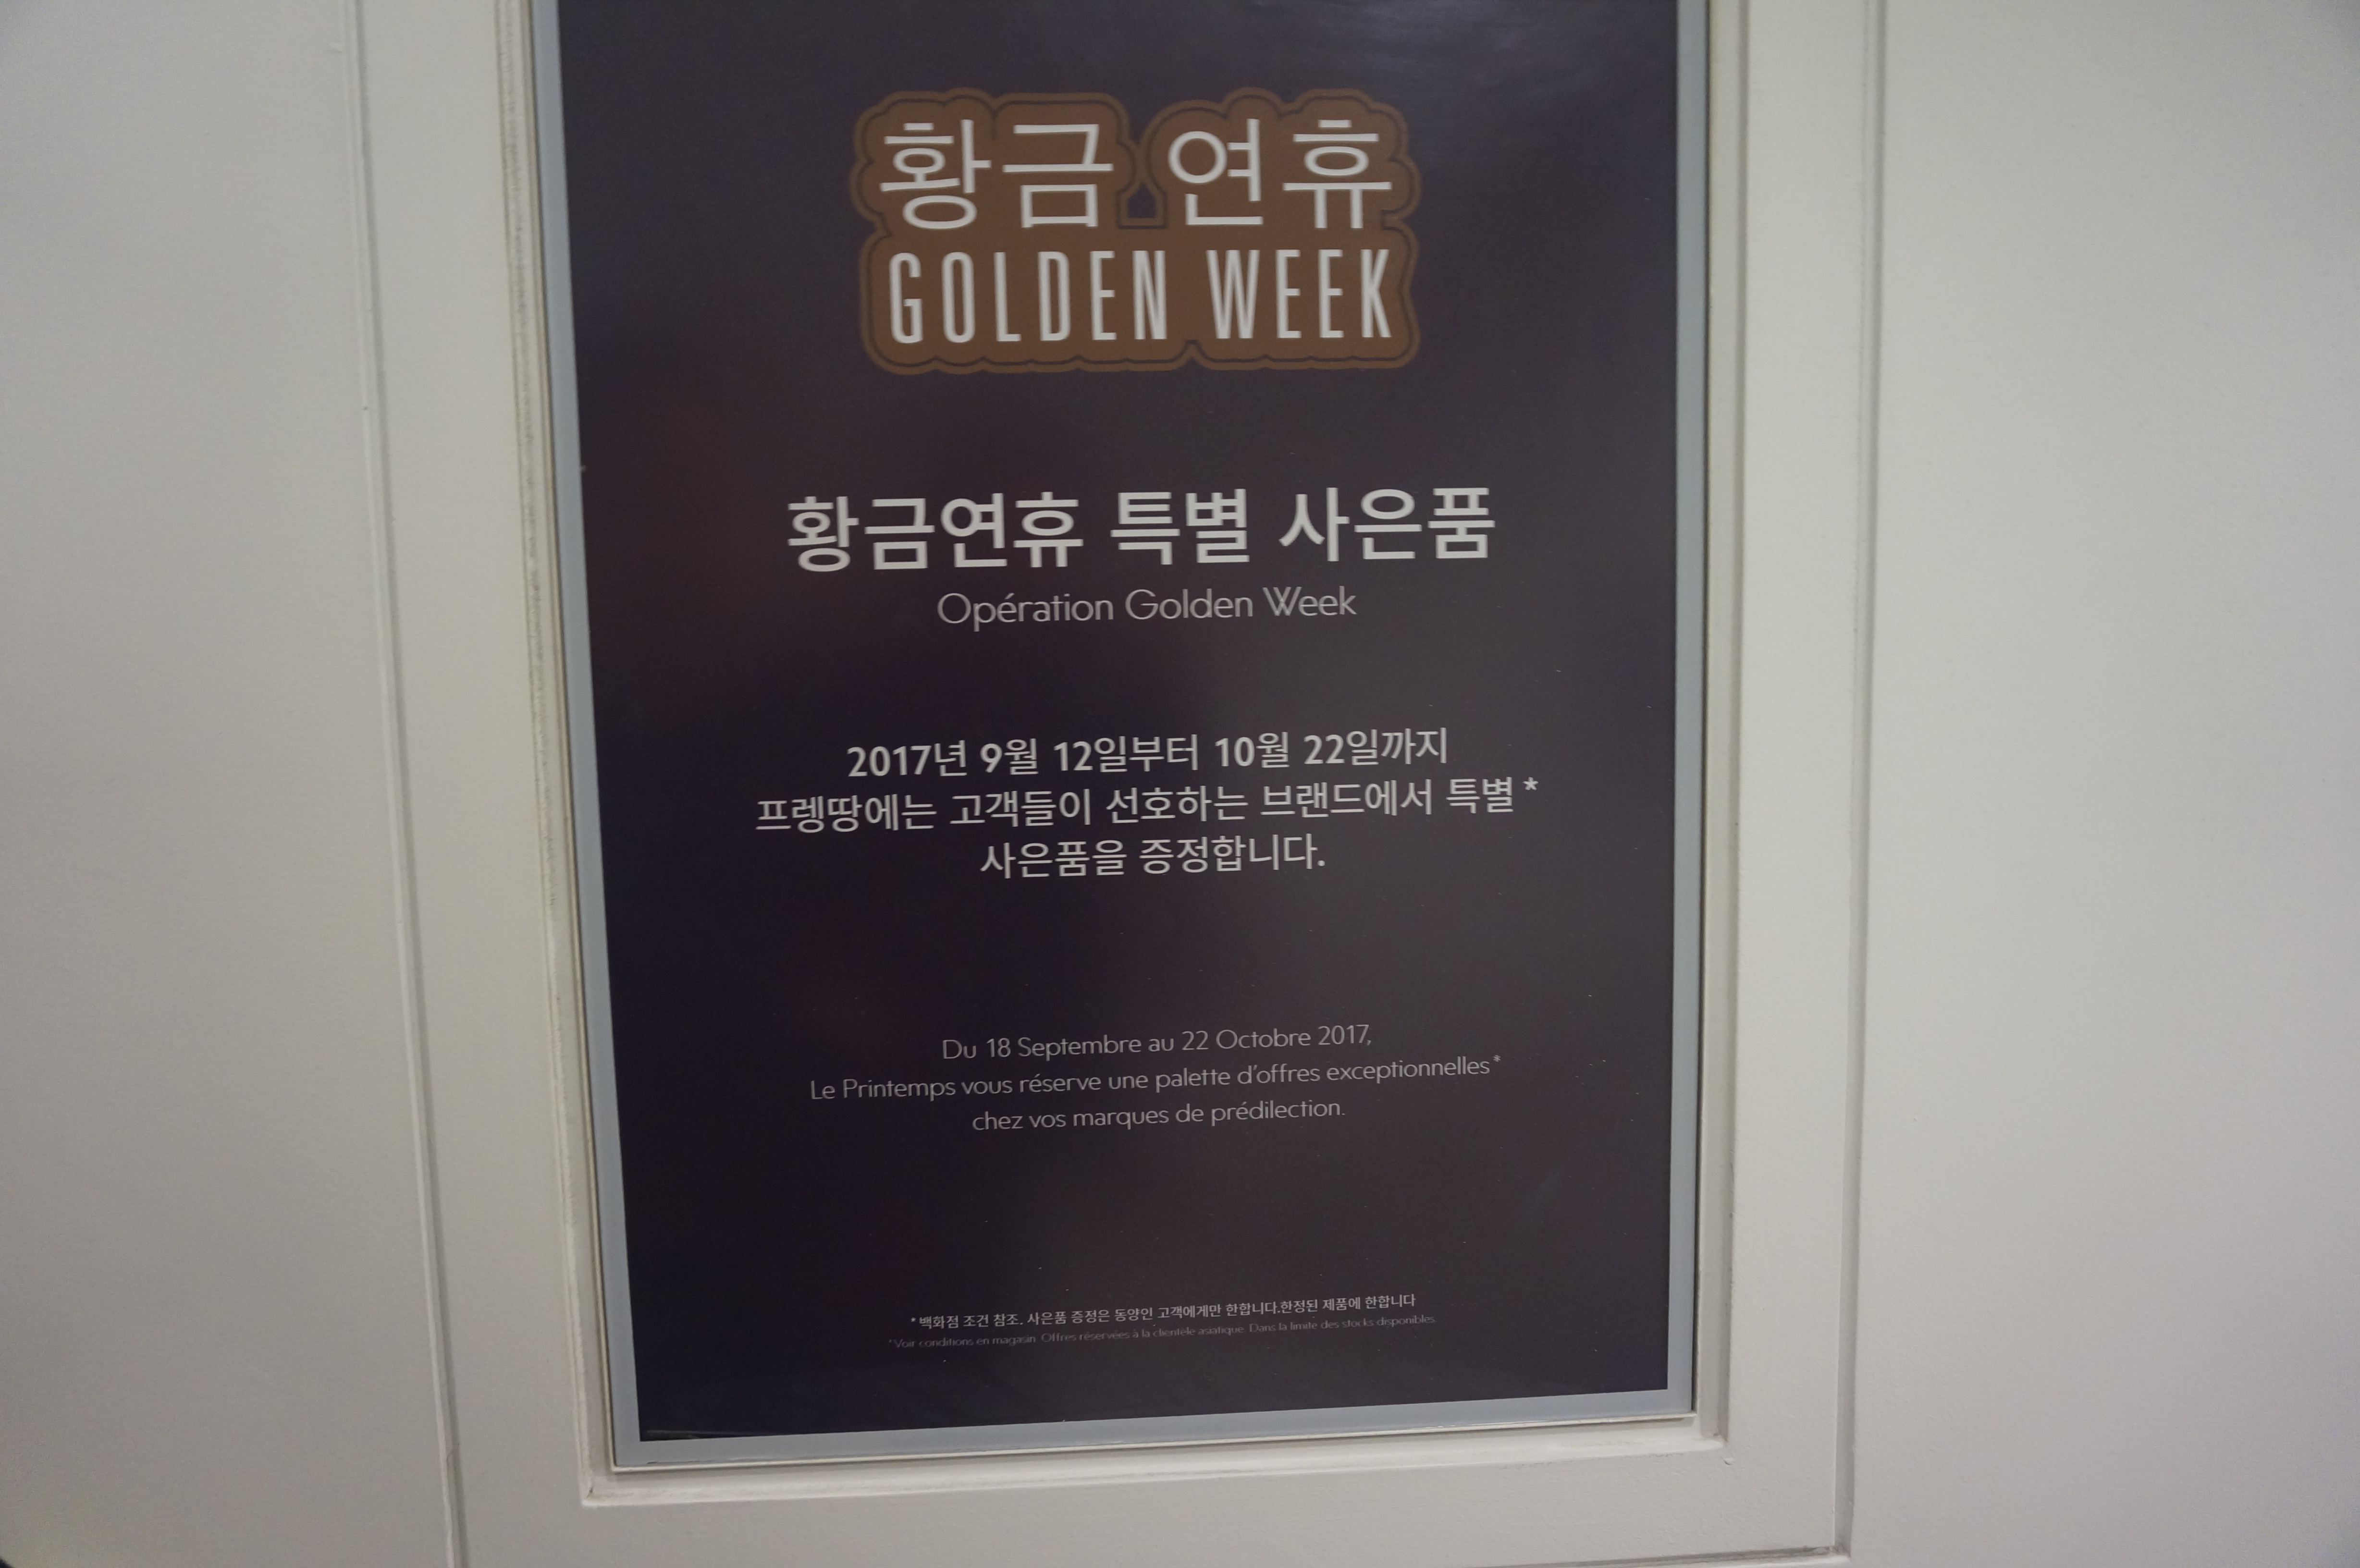 황금 연휴
GOLDEN WEEK
황금연휴 특별 사은품
Opération Golden Week
2017년 9월 12일부터 10월 22일까지
프렝땅에는 고객들이 선호하는 브랜드에서 특별*
사은품을 증정합니다.
Du 18 Septembre au 22 Octobre 2017,
Le Printemps vous réserve une palette d'offres exceptionnelles*
chez vos marques de prédilection.
* 백화점 조건 참조. 사은품 증정은 동양인 고객에게만 한합니다.한정된 제품에 한합니다
*Voir conditions en magasin. Offres réservées à la clientèle asiatique. Dans la limite des stocks disponibles.